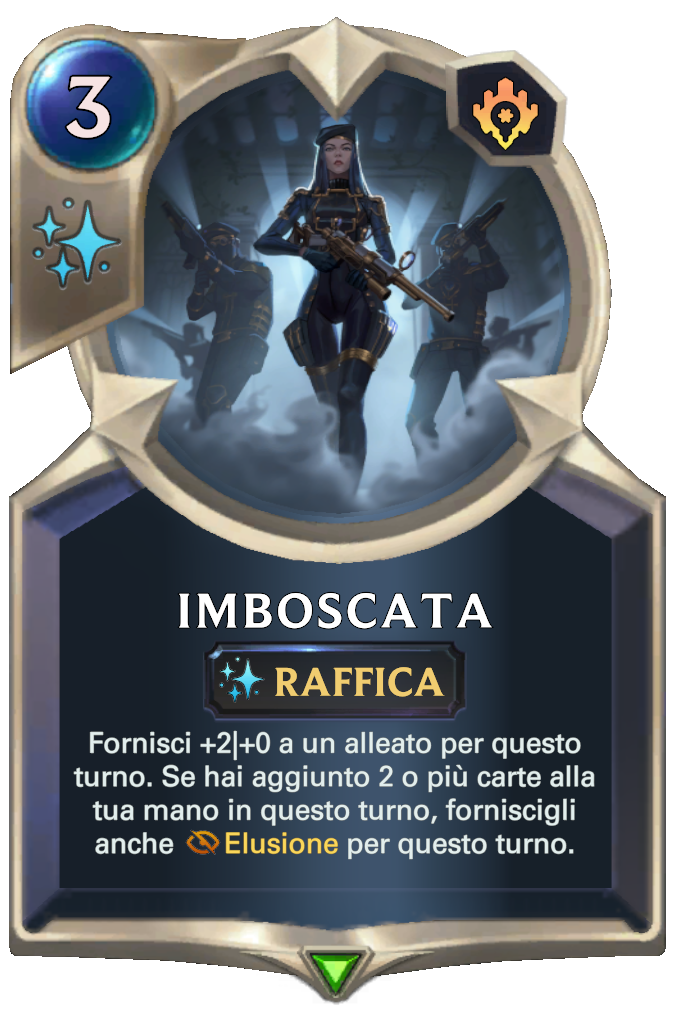 3
IMBOSCATA
RAFFICA
Fornisci +2|+0 a un alleato per questo
turno. Se hai aggiunto 2 o più carte alla
tua mano in questo turno, forniscigli
anche Elusione per questo turno.